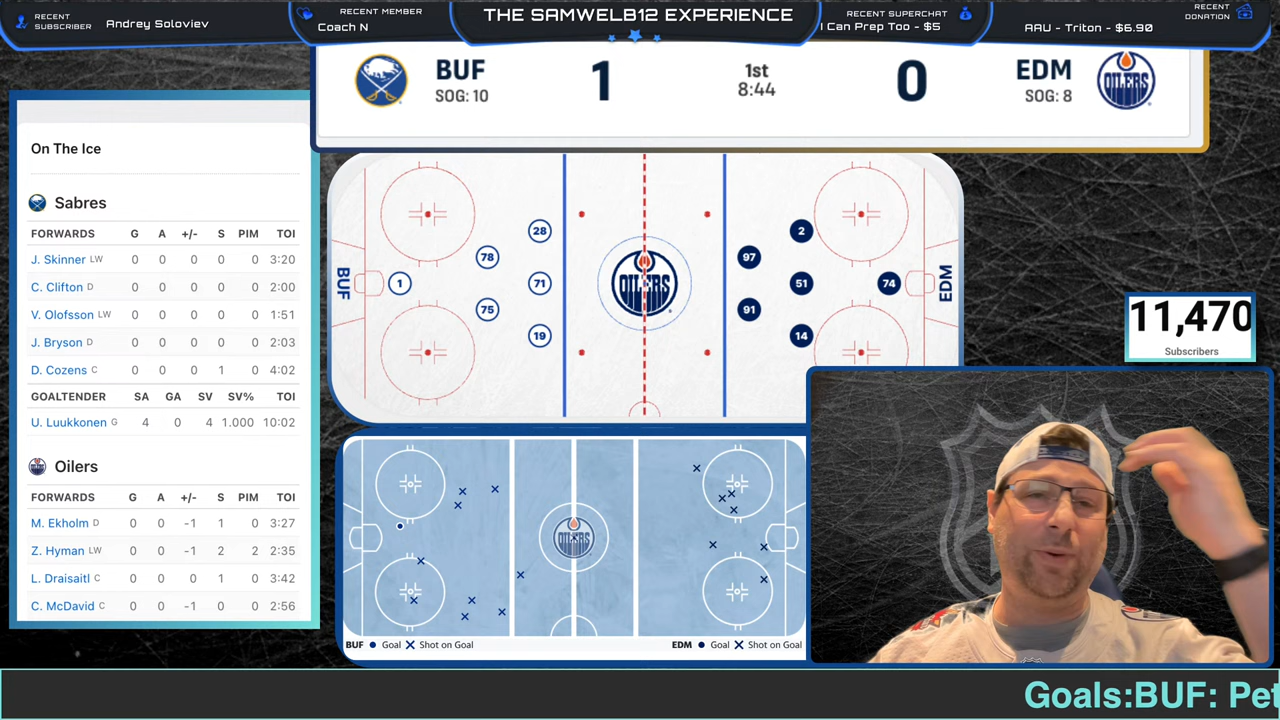 RECENT SUBSCRIBER
Andrey Soloviev
RECENT MEMBER
Coach N
THE SAMWELB12 EXPERIENCE
RECENT SUPERCHAT
I Can Prep Too - $5
AAU - Triton - $6.90
RECENT DONATION
BUF
SOG: 10
1
1st
8:44
0
EDM
SOG: 8
OILERS
On The Ice
Sabres
FORWARDS G A +/- S PIM TOI
J. Skinner LW 0 0 0 0 0 3:20
C. Clifton D 0 0 0 0 0 2:00
V. Olofsson LW 0 0 0 0 0 1:51
J. Bryson D 0 0 0 0 0 2:03
D. Cozens C 0 0 0 1 0 4:02
GOALTENDER SA GA SV SV% TOI
U. Luukkonen G 4 0 4 1.000 10:02
Oilers
FORWARDS G A +/- S PIM TOI
M. Ekholm D 0 0 -1 1 0 3:27
Z. Hyman LW 0 0 -1 2 2 2:35
L. Draisaitl C 0 0 0 1 0 3:42
C. McDavid C 0 0 -1 0 0 2:56
BUF
1
78
75
28
71
19
OILERS
97
91
2
51
14
74
EDM
OILERS
BUF Goal Shot on Goal
EDM Goal Shot on Goal
11,470
Subscribers
Goals:BUF: Pet